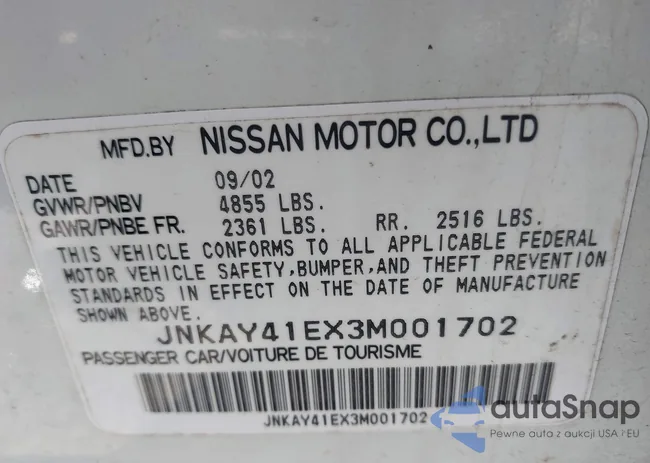 MFD.BY NISSAN MOTOR CO.,LTD
DATE 09/02
GVWR/PNBV 4855 LBS.
GAWR/PNBE FR. 2361 LBS. RR. 2516 LBS.
THIS VEHICLE CONFORMS TO ALL APPLICABLE FEDERAL
MOTOR VEHICLE SAFETY,BUMPER,AND THEFT PREVENTION
STANDARDS IN EFFECT ON THE DATE OF MANUFACTURE
SHOWN ABOVE.
JNKAY41EX3M001702
PASSENGER CAR/VOITURE DE TOURISME
JNKAY41EX3M001702
autaSnap
Pewne auta z aukcji USA i EU